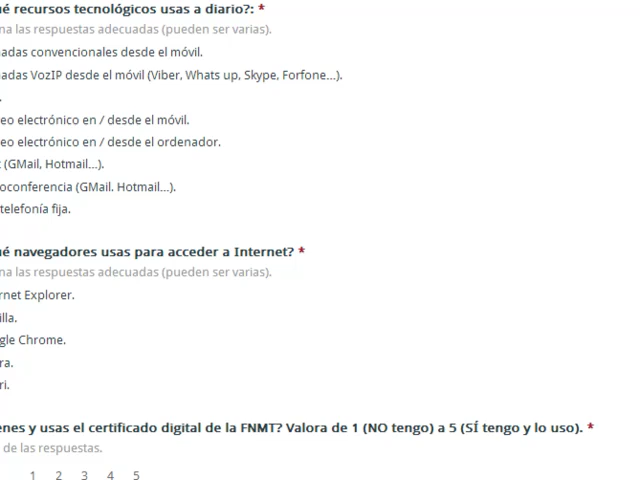 ué recursos tecnológicos usas a diario?: *
na las respuestas adecuadas (pueden ser varias).
adas convencionales desde el móvil.
adas VozIP desde el móvil (Viber, Whats up, Skype, Forfone...).
.
eo electrónico en / desde el móvil.
eo electrónico en / desde el ordenador.
(GMail, Hotmail...).
oconferencia (GMail. Hotmail...).
telefonía fija.
ué navegadores usas para acceder a Internet? *
na las respuestas adecuadas (pueden ser varias).
rnet Explorer.
illa.
gle Chrome.
ra.
ri.
enes y usas el certificado digital de la FNMT? Valora de 1 (NO tengo) a 5 (SÍ tengo y lo uso). *
de las respuestas.
1 2 3 4 5